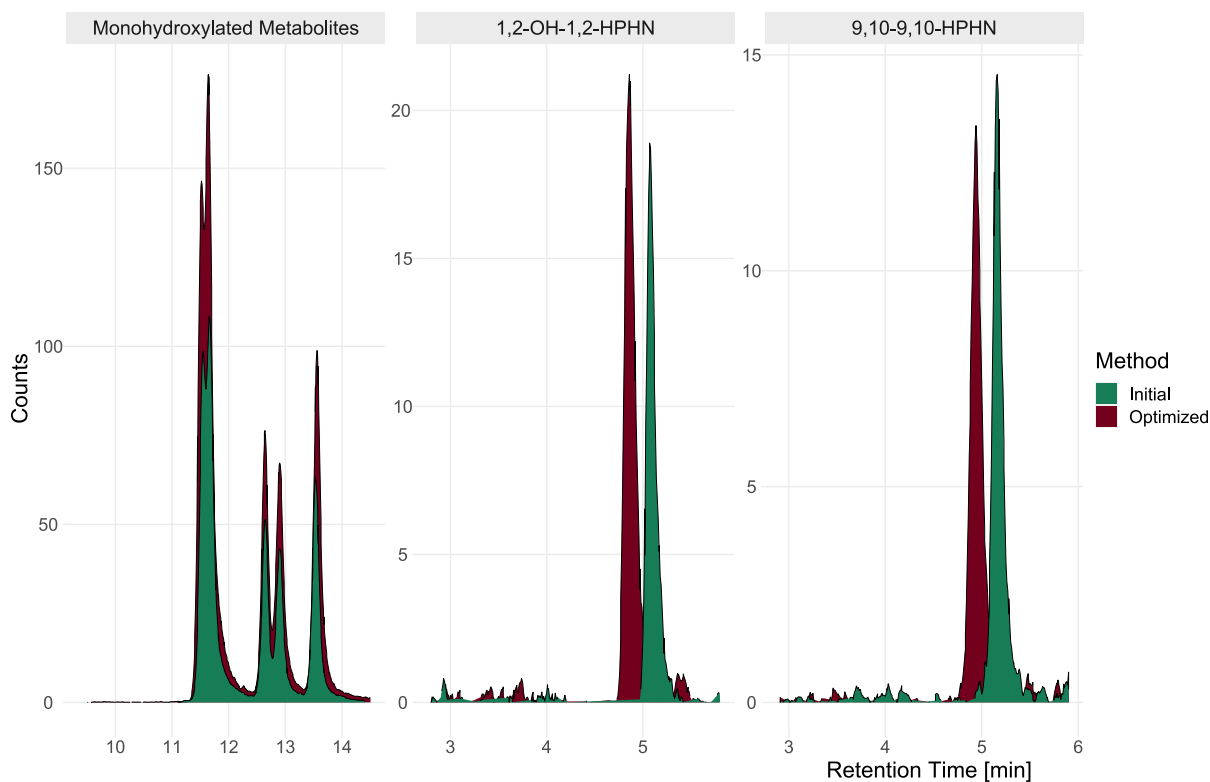 Monohydroxylated Metabolites
1,2-OH-1,2-HPHN
9,10-9,10-HPHN
Counts
150
100
50
0
10 11 12 13 14
20
15
10
5
0
3 4 5
15
10
5
0
3 4 5 6
Retention Time [min]
Method
Initial
Optimized